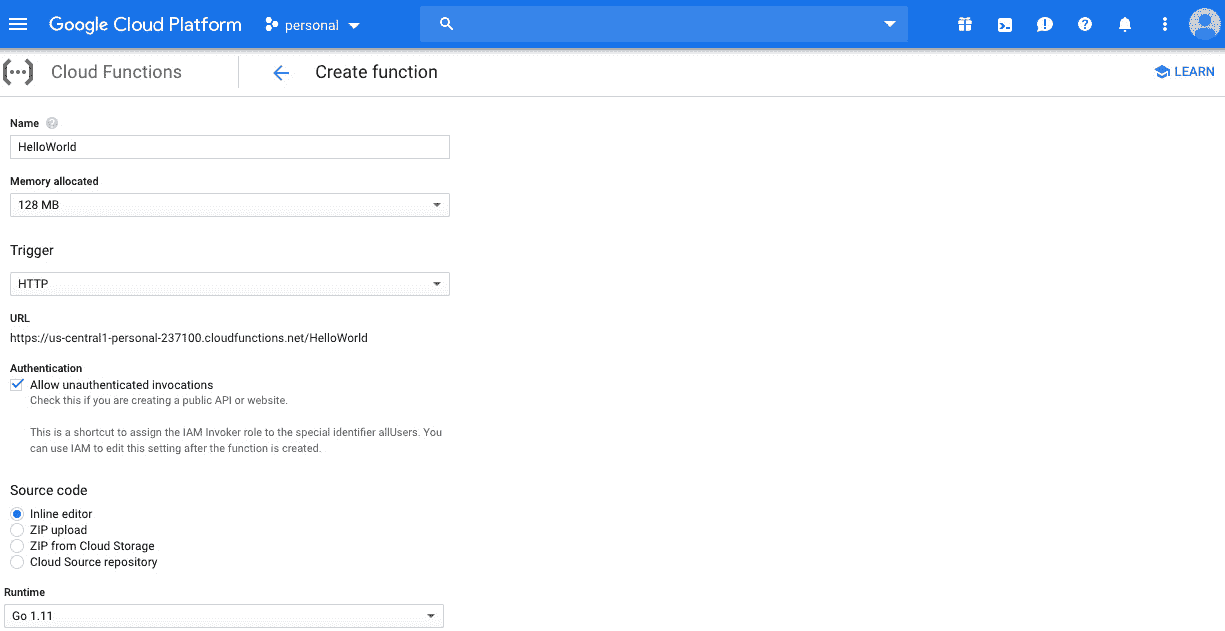 Google Cloud Platform personal
Cloud Functions Create function LEARN
Name
HelloWorld
Memory allocated
128 MB
Trigger
HTTP
URL
https://us-central1-personal-237100.cloudfunctions.net/HelloWorld
Authentication
Allow unauthenticated invocations
Check this if you are creating a public API or website.
This is a shortcut to assign the IAM Invoker role to the special identifier allUsers. You
can use IAM to edit this setting after the function is created.
Source code
Inline editor
ZIP upload
ZIP from Cloud Storage
Cloud Source repository
Runtime
Go 1.11